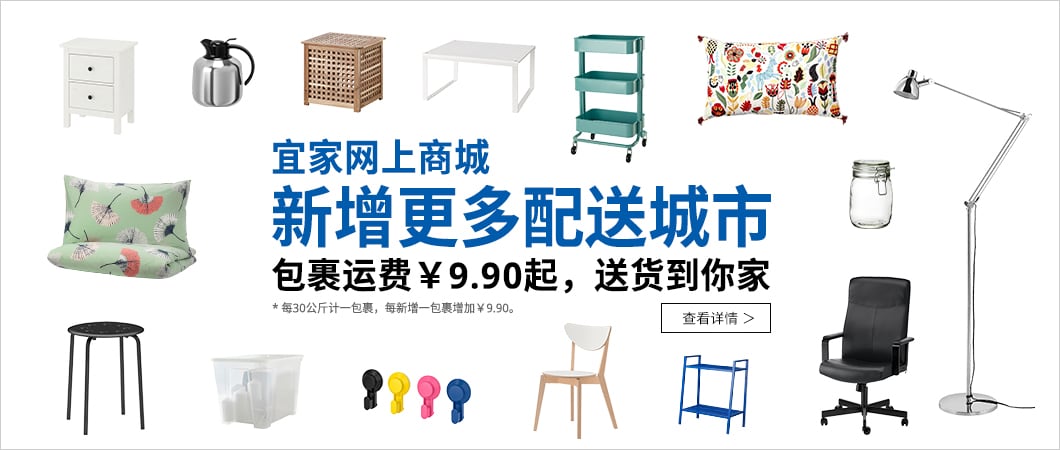 宜家网上商城
新增更多配送城市
包裹运费￥9.90起，送货到你家
* 每30公斤计一包裹，每新增一包裹增加￥9.90。
查看详情 >